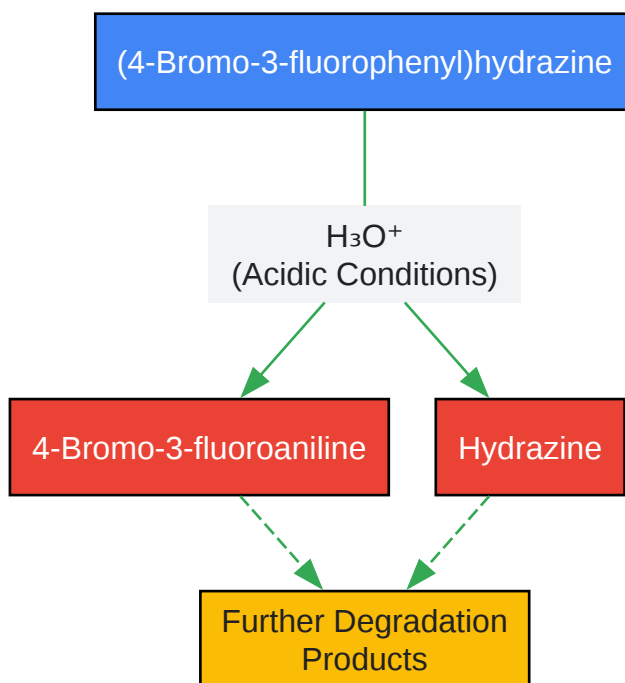 (4-Bromo-3-fluorophenyl)hydrazine
H₃O⁺
(Acidic Conditions)
4-Bromo-3-fluoroaniline
Hydrazine
Further Degradation
Products